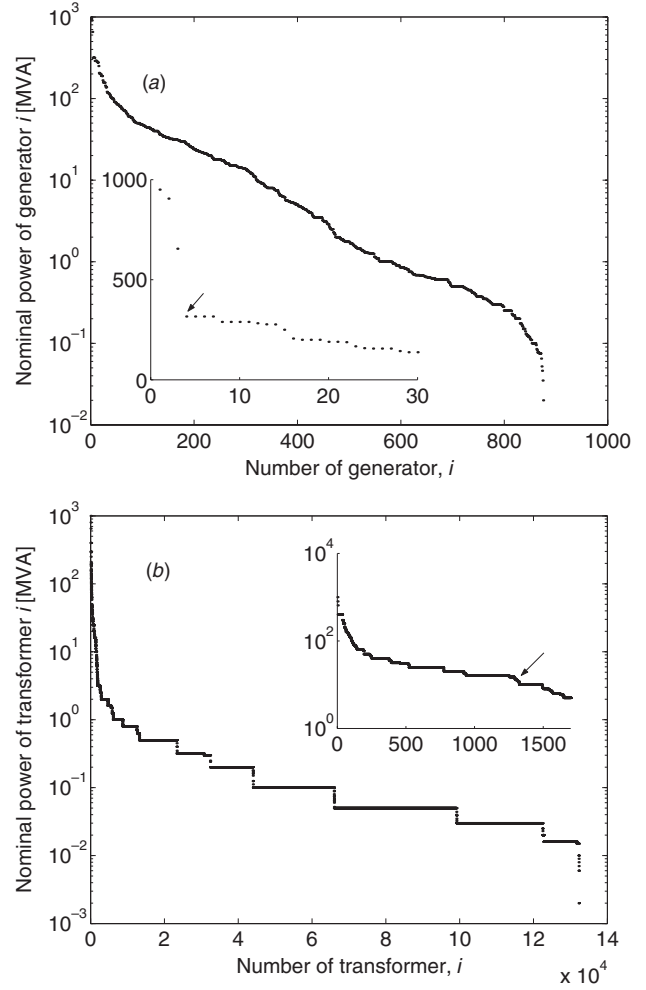 Nominal power of generator i [MVA]
10^3
10^2
10^1
10^0
10^−1
10^−2
(a)
1000
500
0
0 10 20 30
0 200 400 600 800 1000
Number of generator, i
Nominal power of transformer i [MVA]
10^3
10^2
10^1
10^0
10^−1
10^−2
10^−3
(b)
10^4
10^2
10^0
0 500 1000 1500
0 2 4 6 8 10 12 14
Number of transformer, i
x 10^4